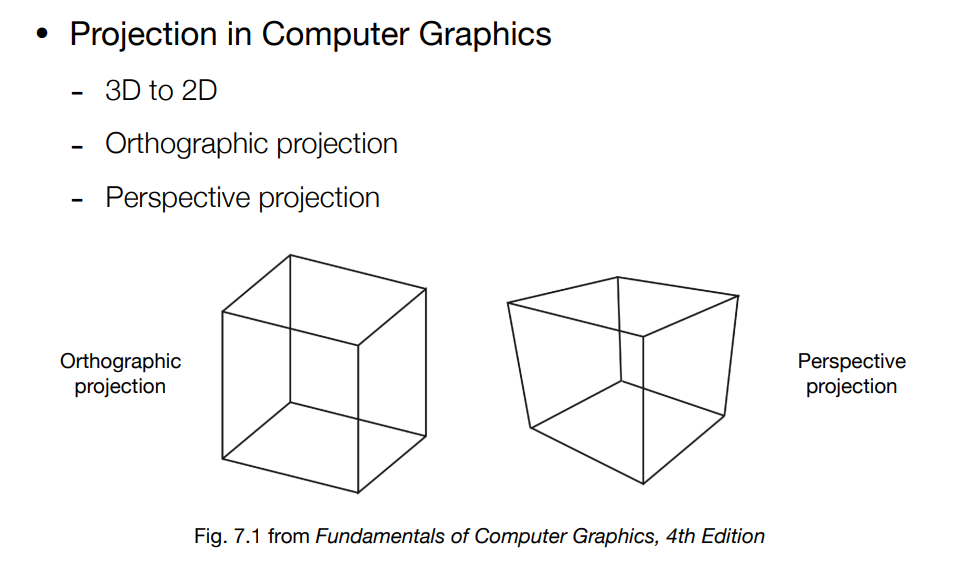 • Projection in Computer Graphics
- 3D to 2D
- Orthographic projection
- Perspective projection
Orthographic
projection
Perspective
projection
Fig. 7.1 from Fundamentals of Computer Graphics, 4th Edition